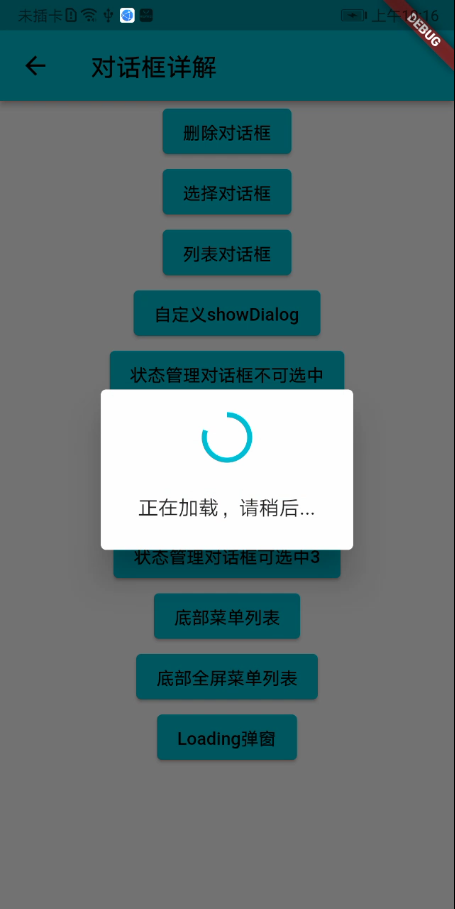 未插卡
上午
16
DEBUG
对话框详解
删除对话框
选择对话框
列表对话框
自定义showDialog
状态管理对话框不可选中
正在加载，请稍后...
状态管理对话框可选中3
底部菜单列表
底部全屏菜单列表
Loading弹窗